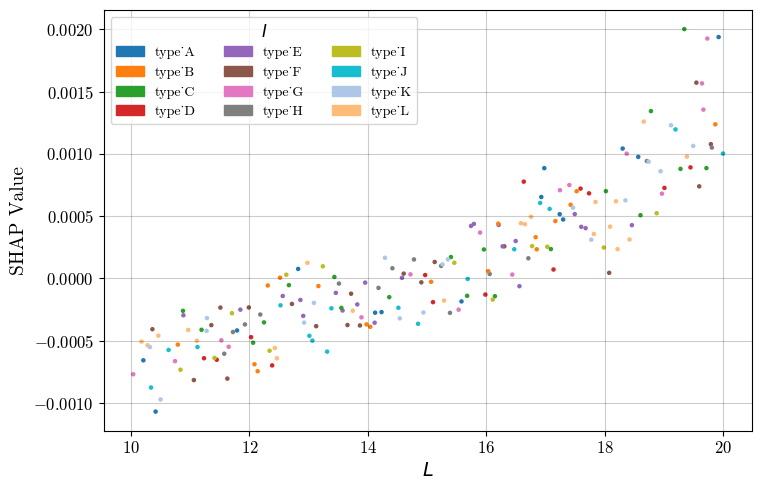 l
type˙A type˙E type˙I
type˙B type˙F type˙J
type˙C type˙G type˙K
type˙D type˙H type˙L
0.0020
0.0015
0.0010
0.0005
0.0000
−0.0005
−0.0010
SHAP Value
10 12 14 16 18 20
L